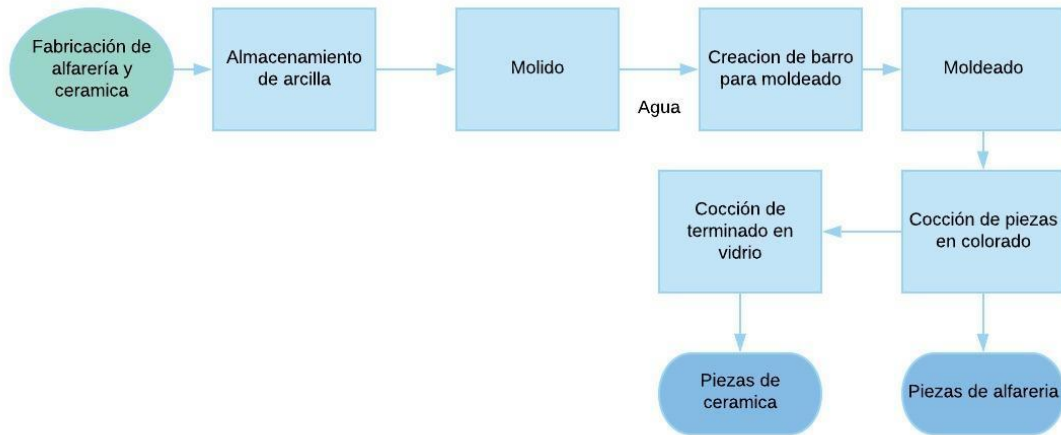 Fabricación de
alfarería y
ceramica
Almacenamiento
de arcilla
Molido
Agua
Creacion de barro
para moldeado
Moldeado
Cocción de
terminado en
vidrio
Cocción de piezas
en colorado
Piezas de
ceramica
Piezas de alfareria